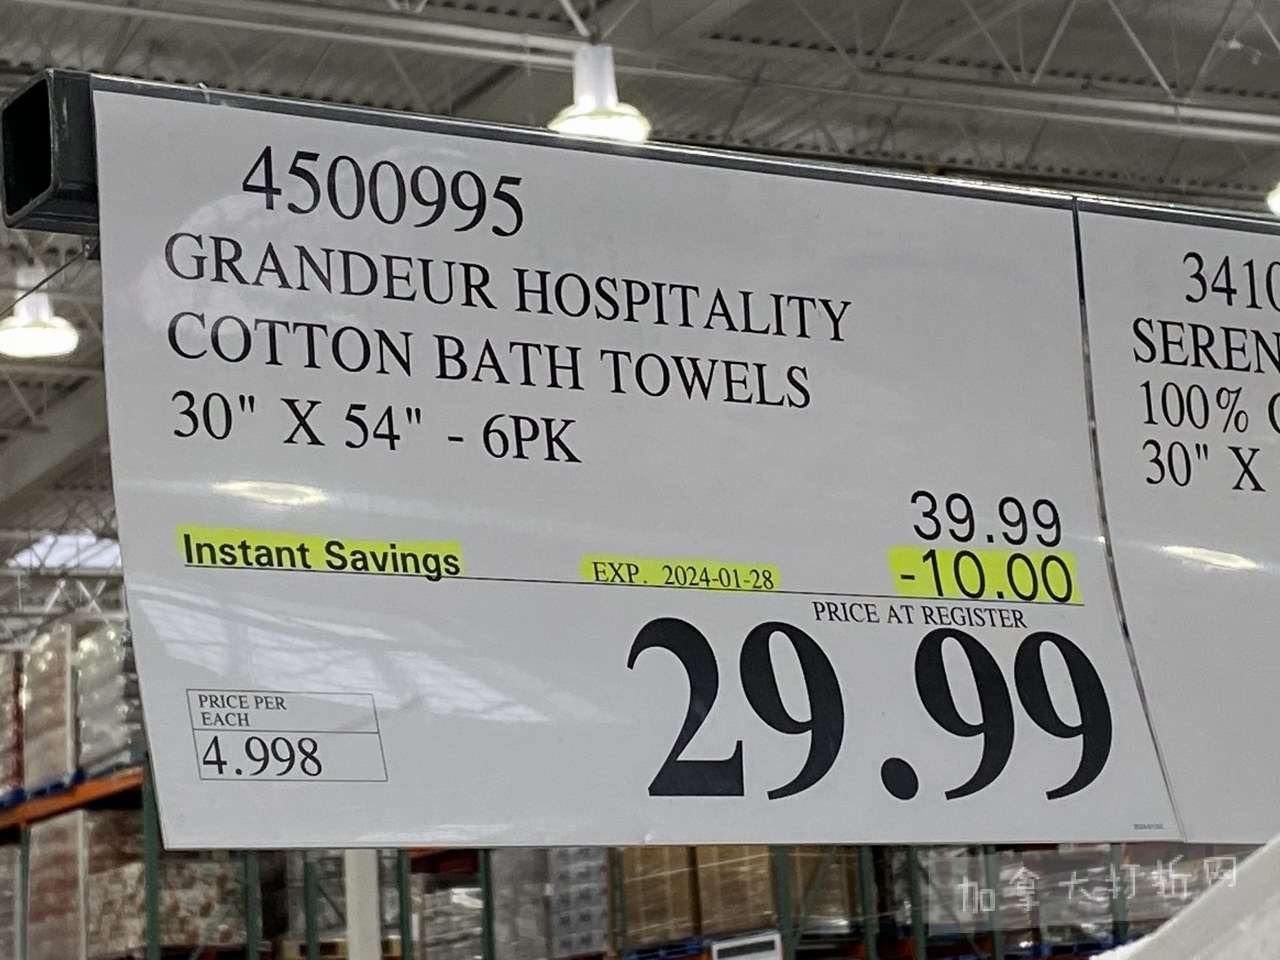 4500995
GRANDEUR HOSPITALITY
COTTON BATH TOWELS
30" X 54" - 6PK
39.99
Instant Savings EXP. 2024-01-28 -10.00
PRICE AT REGISTER
29.99
PRICE PER
EACH
4.998
3410
SEREN
100%
30" X
加拿大打折网